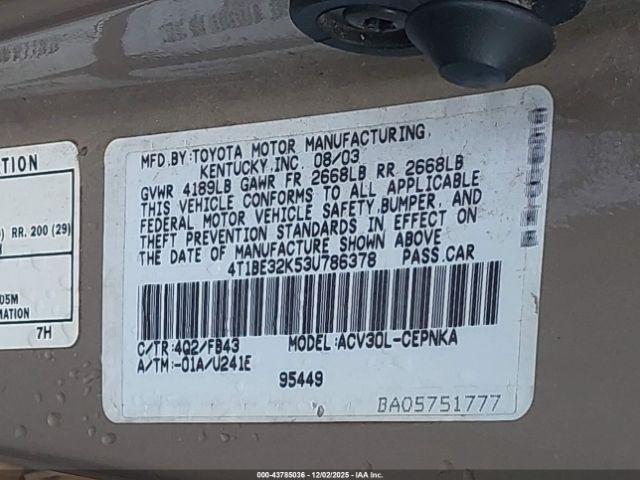 MFD.BY:TOYOTA MOTOR MANUFACTURING,
KENTUCKY,INC. 08/03
GVWR 4189LB GAWR FR 2668LB RR 2668LB
THIS VEHICLE CONFORMS TO ALL APPLICABLE
FEDERAL MOTOR VEHICLE SAFETY,BUMPER, AND
THEFT PREVENTION STANDARDS IN EFFECT ON
THE DATE OF MANUFACTURE SHOWN ABOVE.
4T1BE32K53U786378 PASS.CAR
C/TR:4Q2/FB43 MODEL:ACV30L-CEPNKA
A/TM:-01A/U241E
95449
BA05751777
ATION
RR. 200 (29)
05M
MATION
7H
000-43785036 - 12/02/2025 - © IAA Holdings, LLC